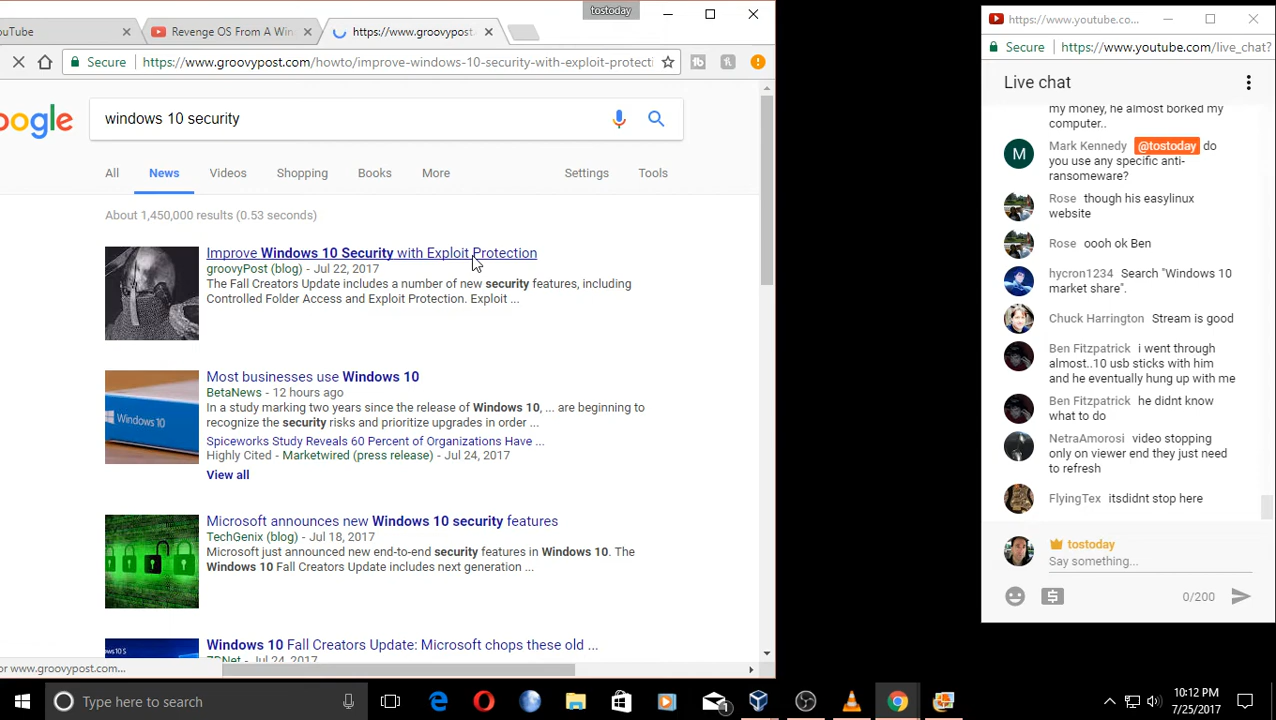 tostoday
YouTube
Revenge OS From A Win
https://www.groovypost.
Secure
https://www.groovypost.com/howto/improve-windows-10-security-with-exploit-protecti
oogle
windows 10 security
All
News
Videos
Shopping
Books
More
Settings
Tools
About 1,450,000 results (0.53 seconds)
Improve Windows 10 Security with Exploit Protection
groovyPost (blog) - Jul 22, 2017
The Fall Creators Update includes a number of new security features, including
Controlled Folder Access and Exploit Protection. Exploit ...
Most businesses use Windows 10
BetaNews - 12 hours ago
In a study marking two years since the release of Windows 10, ... are beginning to
recognize the security risks and prioritize upgrades in order ...
Spiceworks Study Reveals 60 Percent of Organizations Have ...
Highly Cited - Marketwired (press release) - Jul 24, 2017
View all
Windows 10
Microsoft announces new Windows 10 security features
TechGenix (blog) - Jul 18, 2017
Microsoft just announced new end-to-end security features in Windows 10. The
Windows 10 Fall Creators Update includes next generation ...
Windows 10 Fall Creators Update: Microsoft chops these old ...
ZDNet - Jul 24, 2017
or www.groovypost.com...
https://www.youtube.co...
Secure
https://www.youtube.com/live_chat?
Live chat
my money, he almost borked my
computer..
M
Mark Kennedy @tostoday do
you use any specific anti-
ransomeware?
Rose though his easylinux
website
Rose oooh ok Ben
hycron1234 Search "Windows 10
market share".
Chuck Harrington Stream is good
Ben Fitzpatrick i went through
almost..10 usb sticks with him
and he eventually hung up with me
Ben Fitzpatrick he didnt know
what to do
NetraAmorosi video stopping
only on viewer end they just need
to refresh
FlyingTex itsdidnt stop here
tostoday
Say something...
0/200
Type here to search
1
10:12 PM
7/25/2017